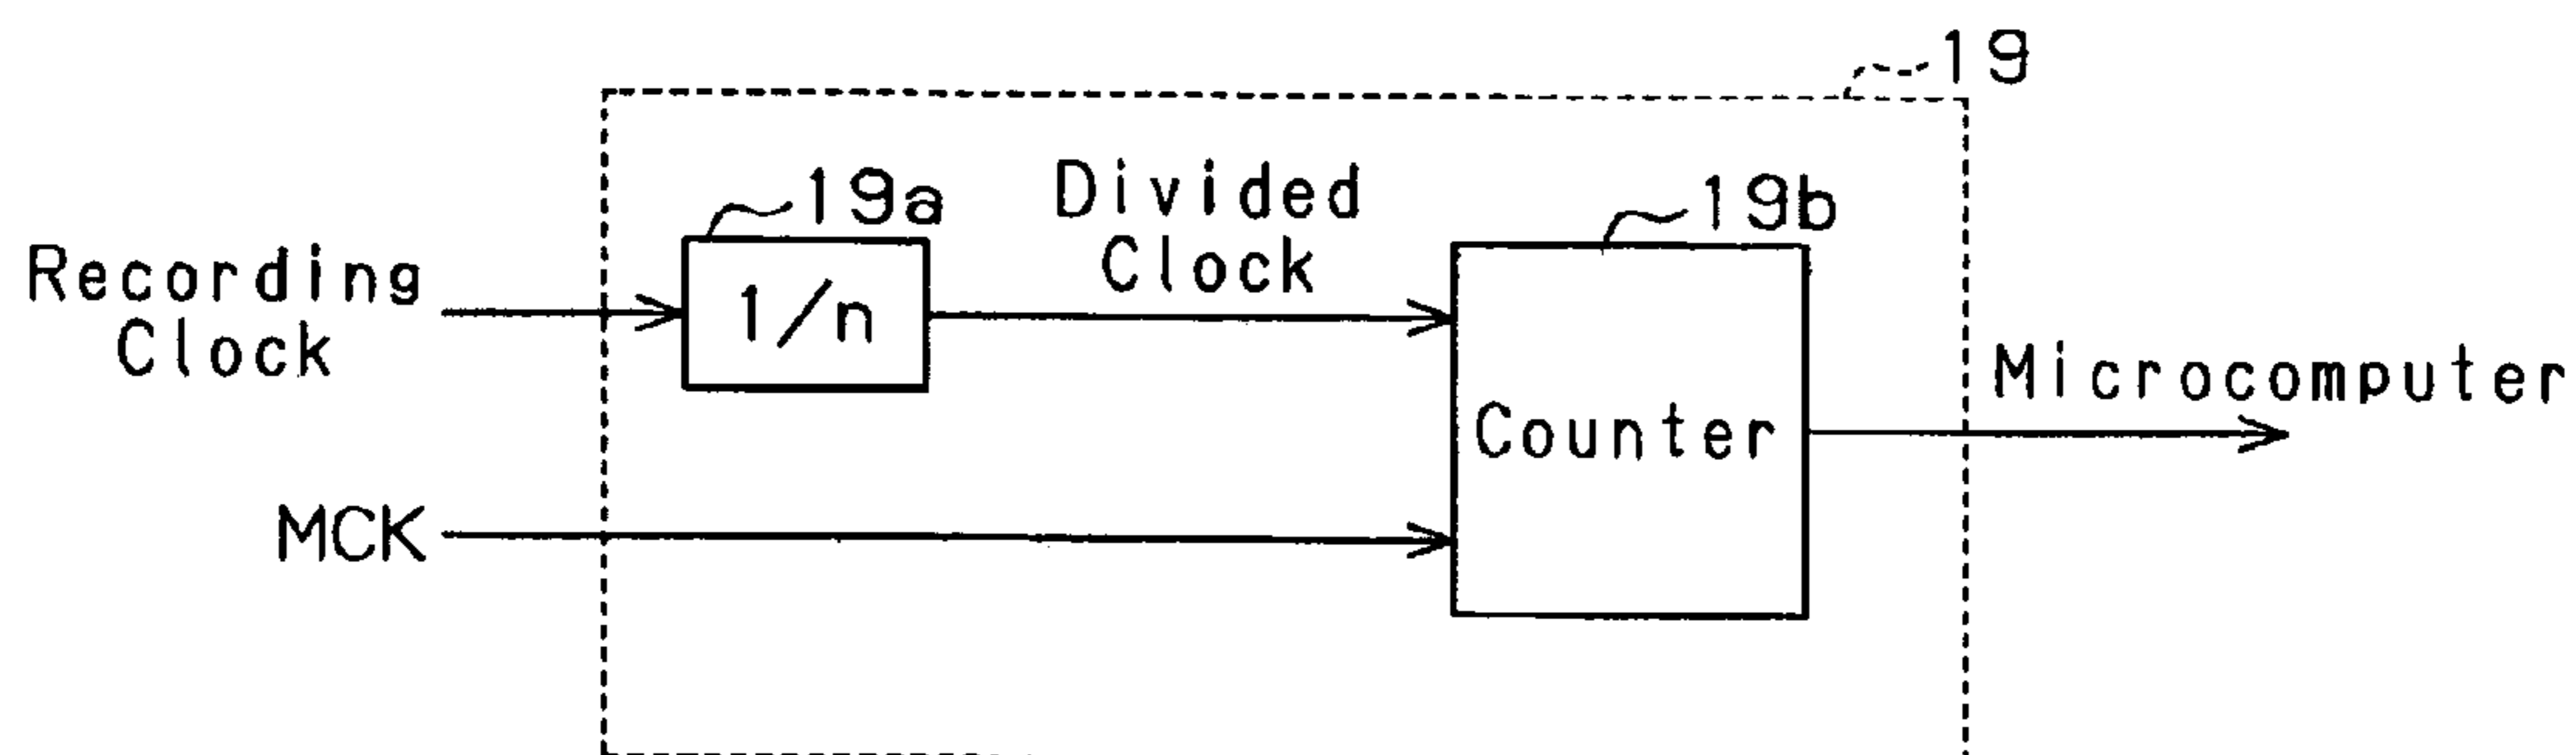 19
19a
Divided
Clock
19b
Recording
Clock
1/n
Microcomputer
Counter
MCK